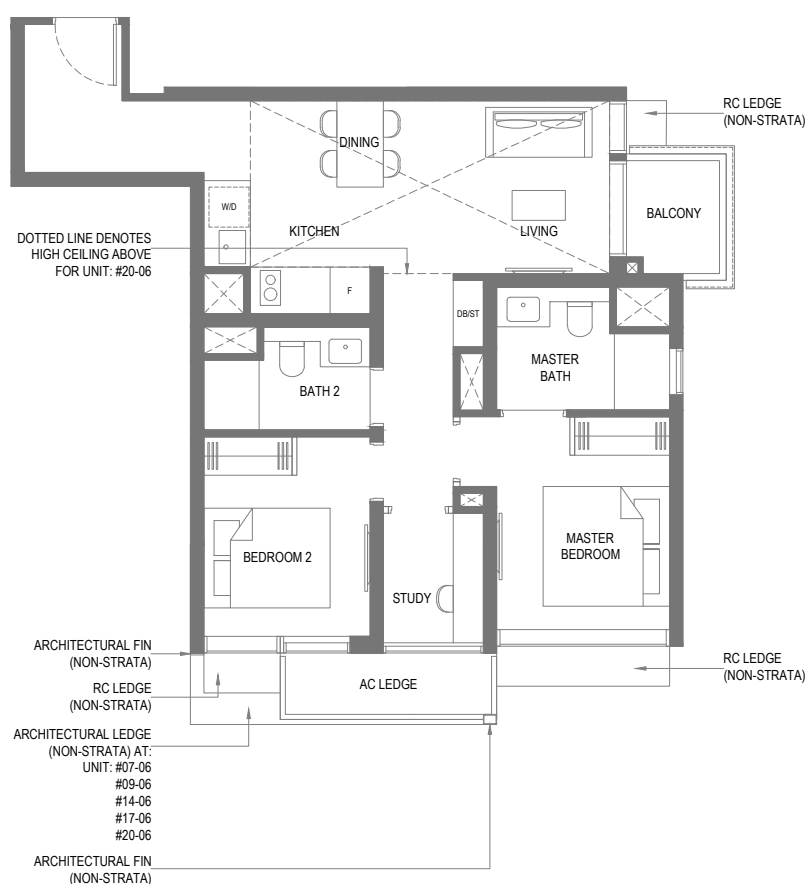 RC LEDGE
(NON-STRATA)
DINING
W/D
BALCONY
KITCHEN
LIVING
DOTTED LINE DENOTES
HIGH CEILING ABOVE
FOR UNIT: #20-06
F
DB/ST
MASTER
BATH
BATH 2
MASTER
BEDROOM
BEDROOM 2
STUDY
ARCHITECTURAL FIN
(NON-STRATA)
RC LEDGE
(NON-STRATA)
AC LEDGE
RC LEDGE
(NON-STRATA)
ARCHITECTURAL LEDGE
(NON-STRATA) AT:
UNIT: #07-06
#09-06
#14-06
#17-06
#20-06
ARCHITECTURAL FIN
(NON-STRATA)